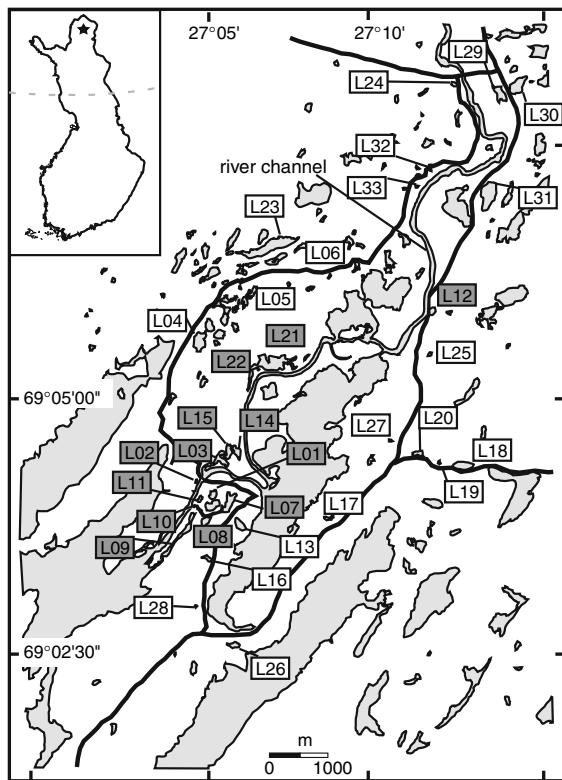 27°05'
27°10'
L29
L24
L30
L32
river channel
L33
L31
L23
L06
L12
L05
L04
L21
L25
L22
69°05'00"
L15
L14
L20
L27
L02
L03
L01
L18
L11
L19
L17
L10
L07
L09
L08
L13
L16
L28
69°02'30"
L26
m
0 1000